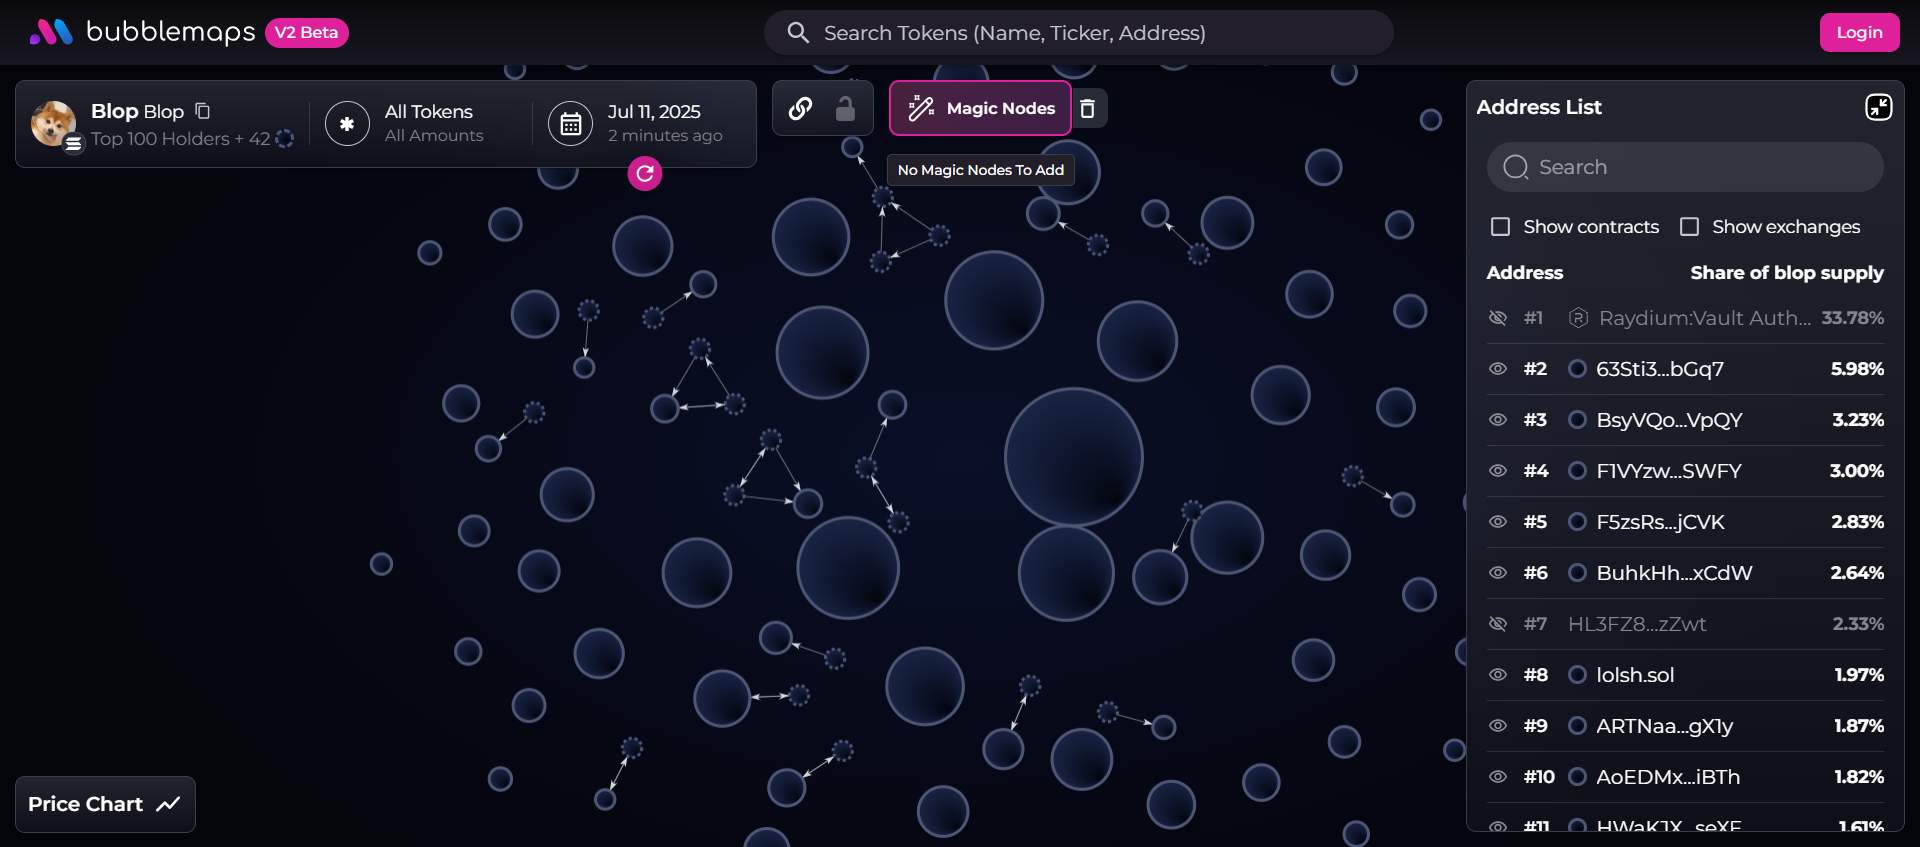 bubblemaps V2 Beta
Search Tokens (Name, Ticker, Address)
Login
Blop Blop
Top 100 Holders + 42
All Tokens
All Amounts
Jul 11, 2025
2 minutes ago
Magic Nodes
No Magic Nodes To Add
Address List
Search
Show contracts Show exchanges
Address Share of blop supply
#1 Raydium:Vault Auth... 33.78%
#2 63Sti3...bGq7 5.98%
#3 BsyVQo...VpQY 3.23%
#4 F1VYzw...SWFY 3.00%
#5 F5zsRs...jCVK 2.83%
#6 BuhkHh...xCdW 2.64%
#7 HL3FZ8...zZwt 2.33%
#8 lolsh.sol 1.97%
#9 ARTNaa...gX1y 1.87%
#10 AoEDMx...iBTh 1.82%
#11 HWaKJX...seXE 1.61%
Price Chart